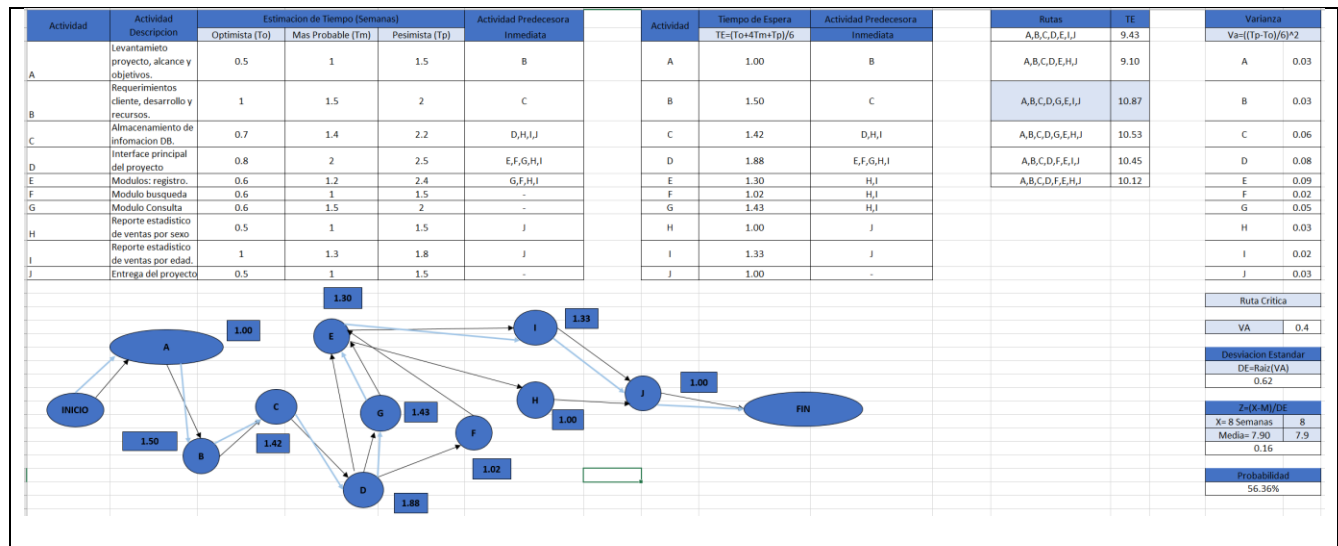 Actividad
Actividad
Descripcion
Estimacion de Tiempo (Semanas)
Actividad Predecesora
Optimista (To) Mas Probable (Tm) Pesimista (Tp) Inmediata
A Levantamieto proyecto, alcance y objetivos. 0.5 1 1.5 B
B Requerimientos cliente, desarrollo y recursos. 1 1.5 2 C
C Almacenamiento de infomacion DB. 0.7 1.4 2.2 D,H,I,J
D Interface principal del proyecto 0.8 2 2.5 E,F,G,H,I
E Modulos: registro. 0.6 1.2 2.4 G,F,H,I
F Modulo busqueda 0.6 1 1.5 -
G Modulo Consulta 0.6 1.5 2 -
H Reporte estadistico de ventas por sexo 0.5 1 1.5 J
I Reporte estadistico de ventas por edad. 1 1.3 1.8 J
J Entrega del proyecto 0.5 1 1.5 -
Actividad Tiempo de Espera Actividad Predecesora
TE=(To+4Tm+Tp)/6 Inmediata
A 1.00 B
B 1.50 C
C 1.42 D,H,I
D 1.88 E,F,G,H,I
E 1.30 H,I
F 1.02 H,I
G 1.43 H,I
H 1.00 J
I 1.33 J
J 1.00 -
Rutas TE
A,B,C,D,E,I,J 9.43
A,B,C,D,E,H,J 9.10
A,B,C,D,G,E,I,J 10.87
A,B,C,D,G,E,H,J 10.53
A,B,C,D,F,E,I,J 10.45
A,B,C,D,F,E,H,J 10.12
Varianza
Va=((Tp-To)/6)^2
A 0.03
B 0.03
C 0.06
D 0.08
E 0.09
F 0.02
G 0.05
H 0.03
I 0.02
J 0.03
Ruta Critica
VA 0.4
Desviacion Estandar
DE=Raiz(VA)
0.62
Z=(X-M)/DE
X= 8 Semanas 8
Media= 7.90 7.9
0.16
Probabilidad
56.36%
INICIO
A
1.00
B
1.50
C
1.42
D
1.88
E
1.30
G
1.43
F
1.02
I
1.33
H
1.00
J
1.00
FIN